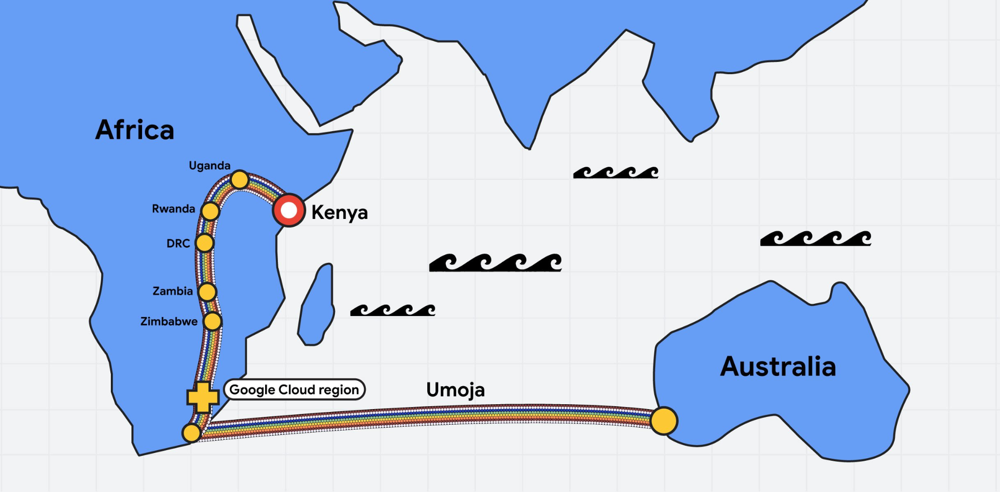 Africa
Uganda
Rwanda
Kenya
DRC
Zambia
Zimbabwe
Google Cloud region
Umoja
Australia